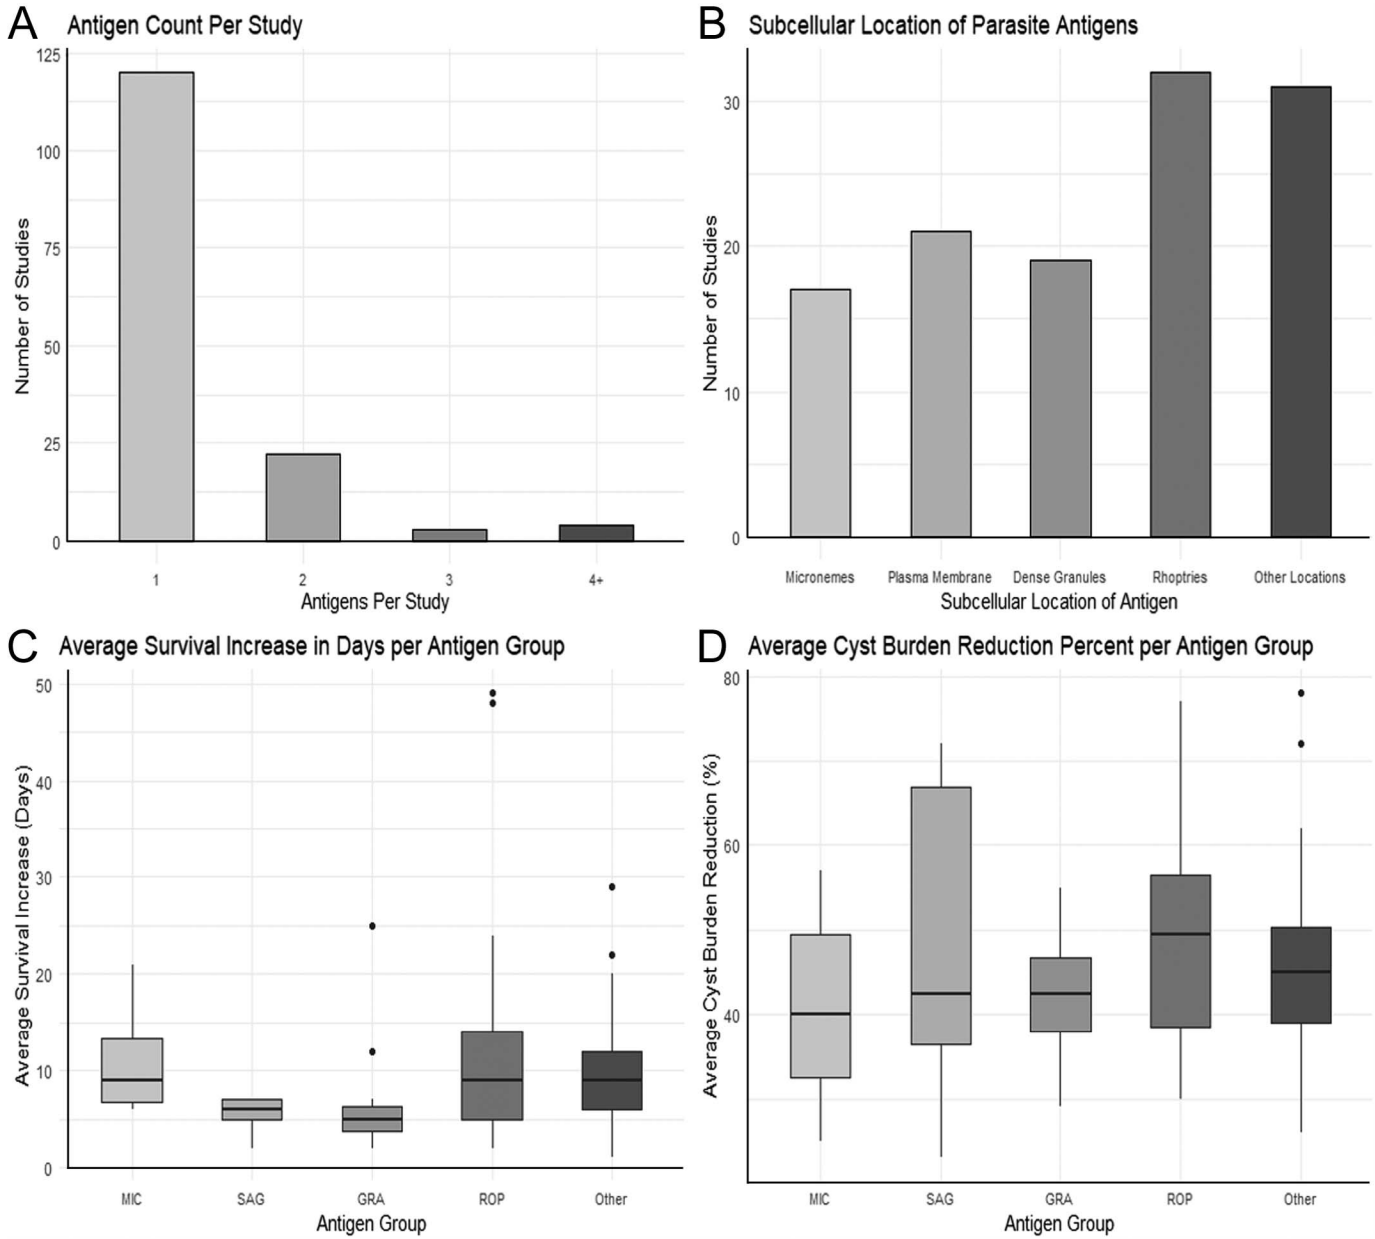 A Antigen Count Per Study
125
100
75
50
25
0
Number of Studies
1 2 3 4+
Antigens Per Study
B Subcellular Location of Parasite Antigens
30
20
10
0
Number of Studies
Micronemes Plasma Membrane Dense Granules Rhoptries Other Locations
Subcellular Location of Antigen
C Average Survival Increase in Days per Antigen Group
50
40
30
20
10
0
Average Survival Increase (Days)
MIC SAG GRA ROP Other
Antigen Group
D Average Cyst Burden Reduction Percent per Antigen Group
80
60
40
Average Cyst Burden Reduction (%)
MIC SAG GRA ROP Other
Antigen Group